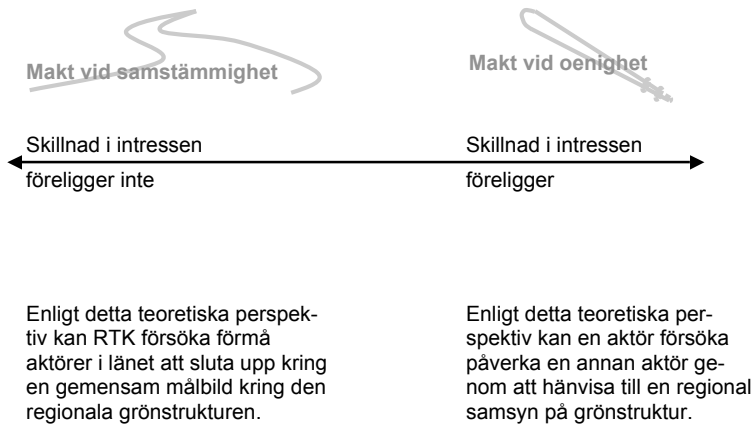 Makt vid samstämmighet
Skillnad i intressen
föreligger inte
Enligt detta teoretiska perspek-
tiv kan RTK försöka förmå
aktörer i länet att sluta upp kring
en gemensam målbild kring den
regionala grönstrukturen.
Makt vid oenighet
Skillnad i intressen
föreligger
Enligt detta teoretiska per-
spektiv kan en aktör försöka
påverka en annan aktör ge-
nom att hänvisa till en regional
samsyn på grönstruktur.